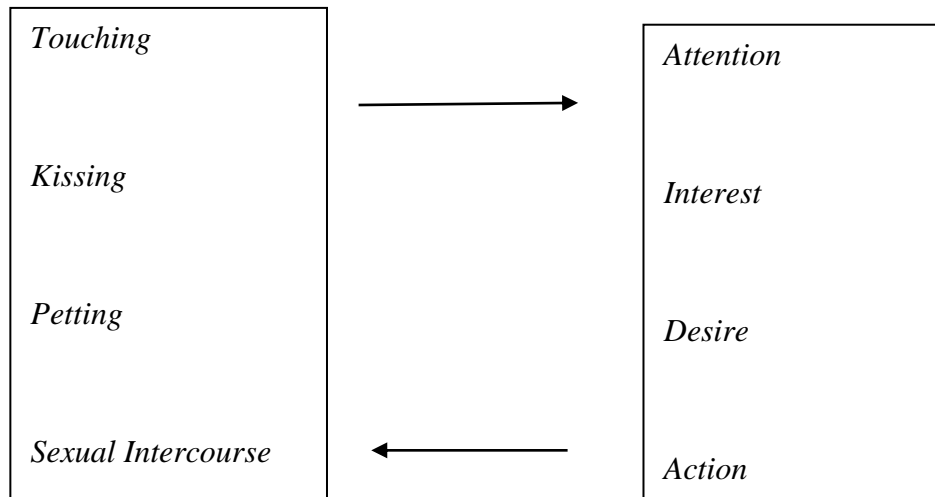 Touching
Kissing
Petting
Sexual Intercourse
Attention
Interest
Desire
Action